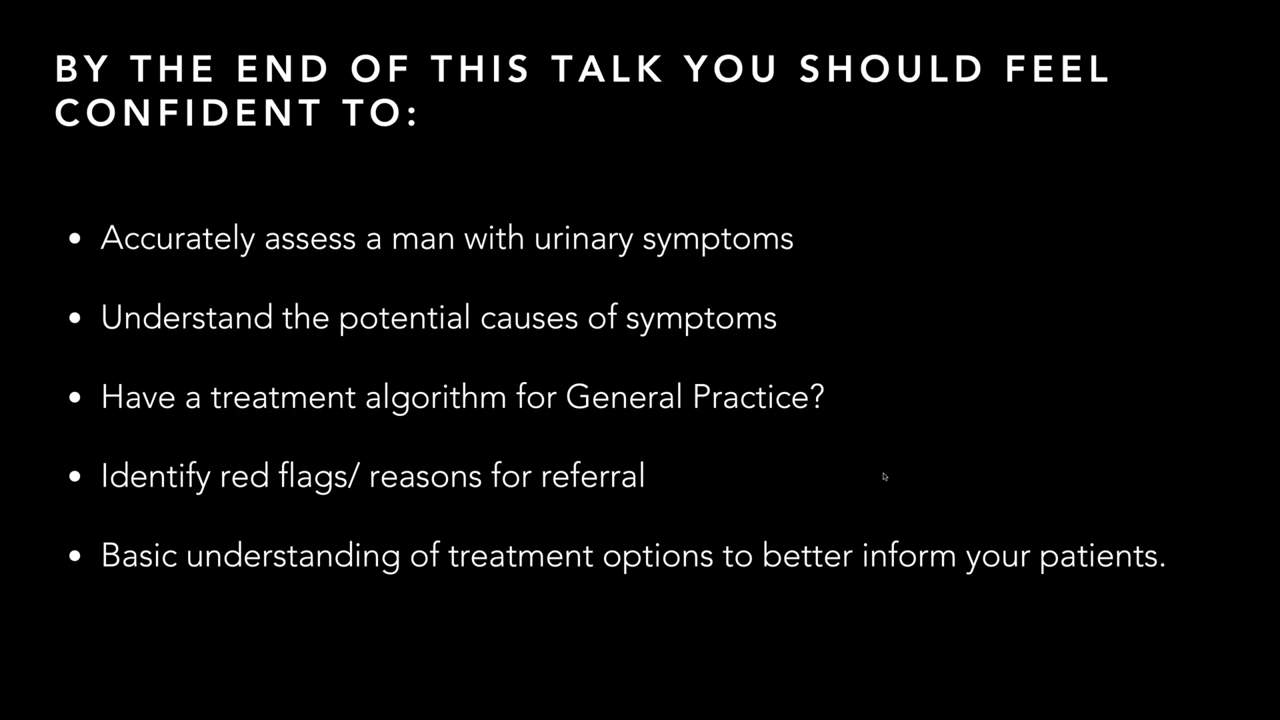 BY THE END OF THIS TALK YOU SHOULD FEEL
CONFIDENT TO:
• Accurately assess a man with urinary symptoms
• Understand the potential causes of symptoms
• Have a treatment algorithm for General Practice?
• Identify red flags/ reasons for referral
• Basic understanding of treatment options to better inform your patients.